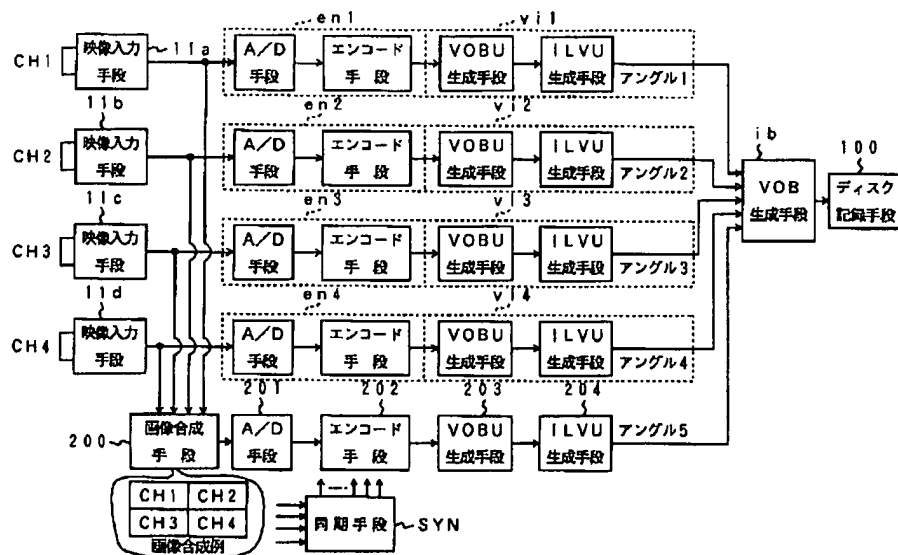 en1
vi1
CH1
映像入力
手段
11a
A/D
手段
エンコード
手 段
VOBU
生成手段
ILVU
生成手段
アングル1
11b
en2
vi2
CH2
映像入力
手段
A/D
手段
エンコード
手 段
VOBU
生成手段
ILVU
生成手段
アングル2
ib
VOB
生成手段
100
ディスク
記録手段
11c
en3
vi3
CH3
映像入力
手段
A/D
手段
エンコード
手 段
VOBU
生成手段
ILVU
生成手段
アングル3
11d
en4
vi4
CH4
映像入力
手段
A/D
手段
エンコード
手 段
VOBU
生成手段
ILVU
生成手段
アングル4
201
202
203
204
200
画像合成
手 段
A/D
手段
エンコード
手 段
VOBU
生成手段
ILVU
生成手段
アングル5
CH1 CH2
CH3 CH4
画像合成例
同期手段
SYN